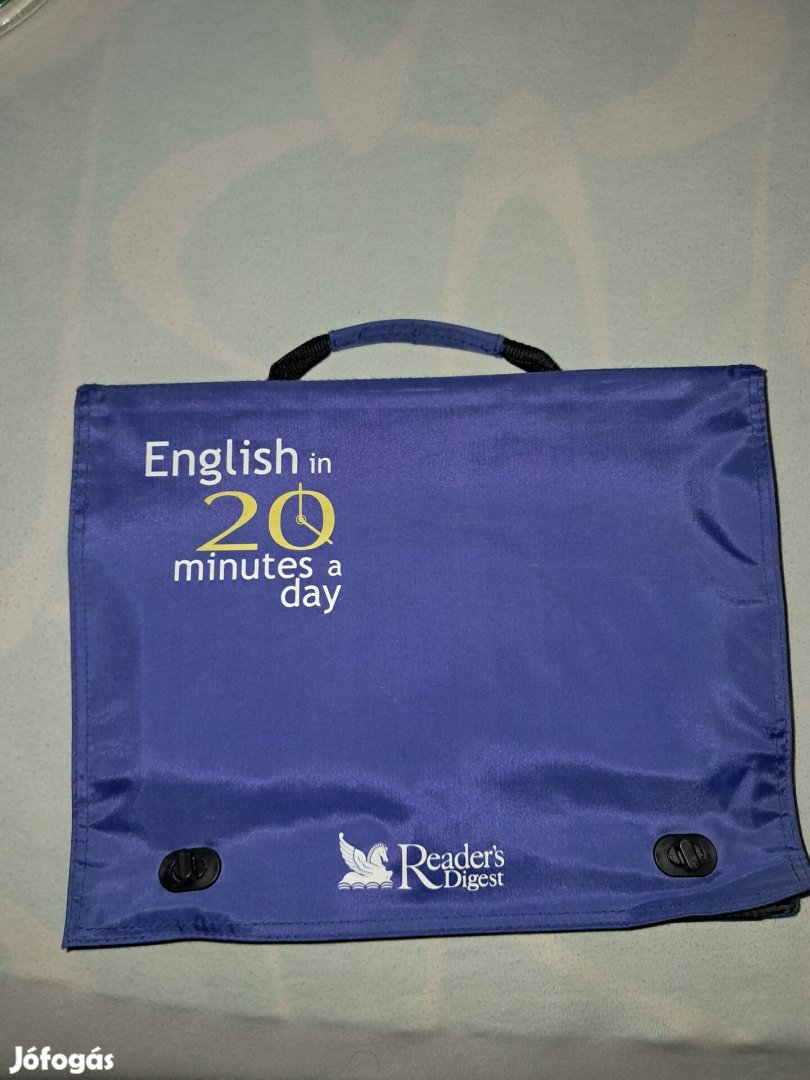 English in
20
minutes a
day
Reader's
Digest
Jófogás